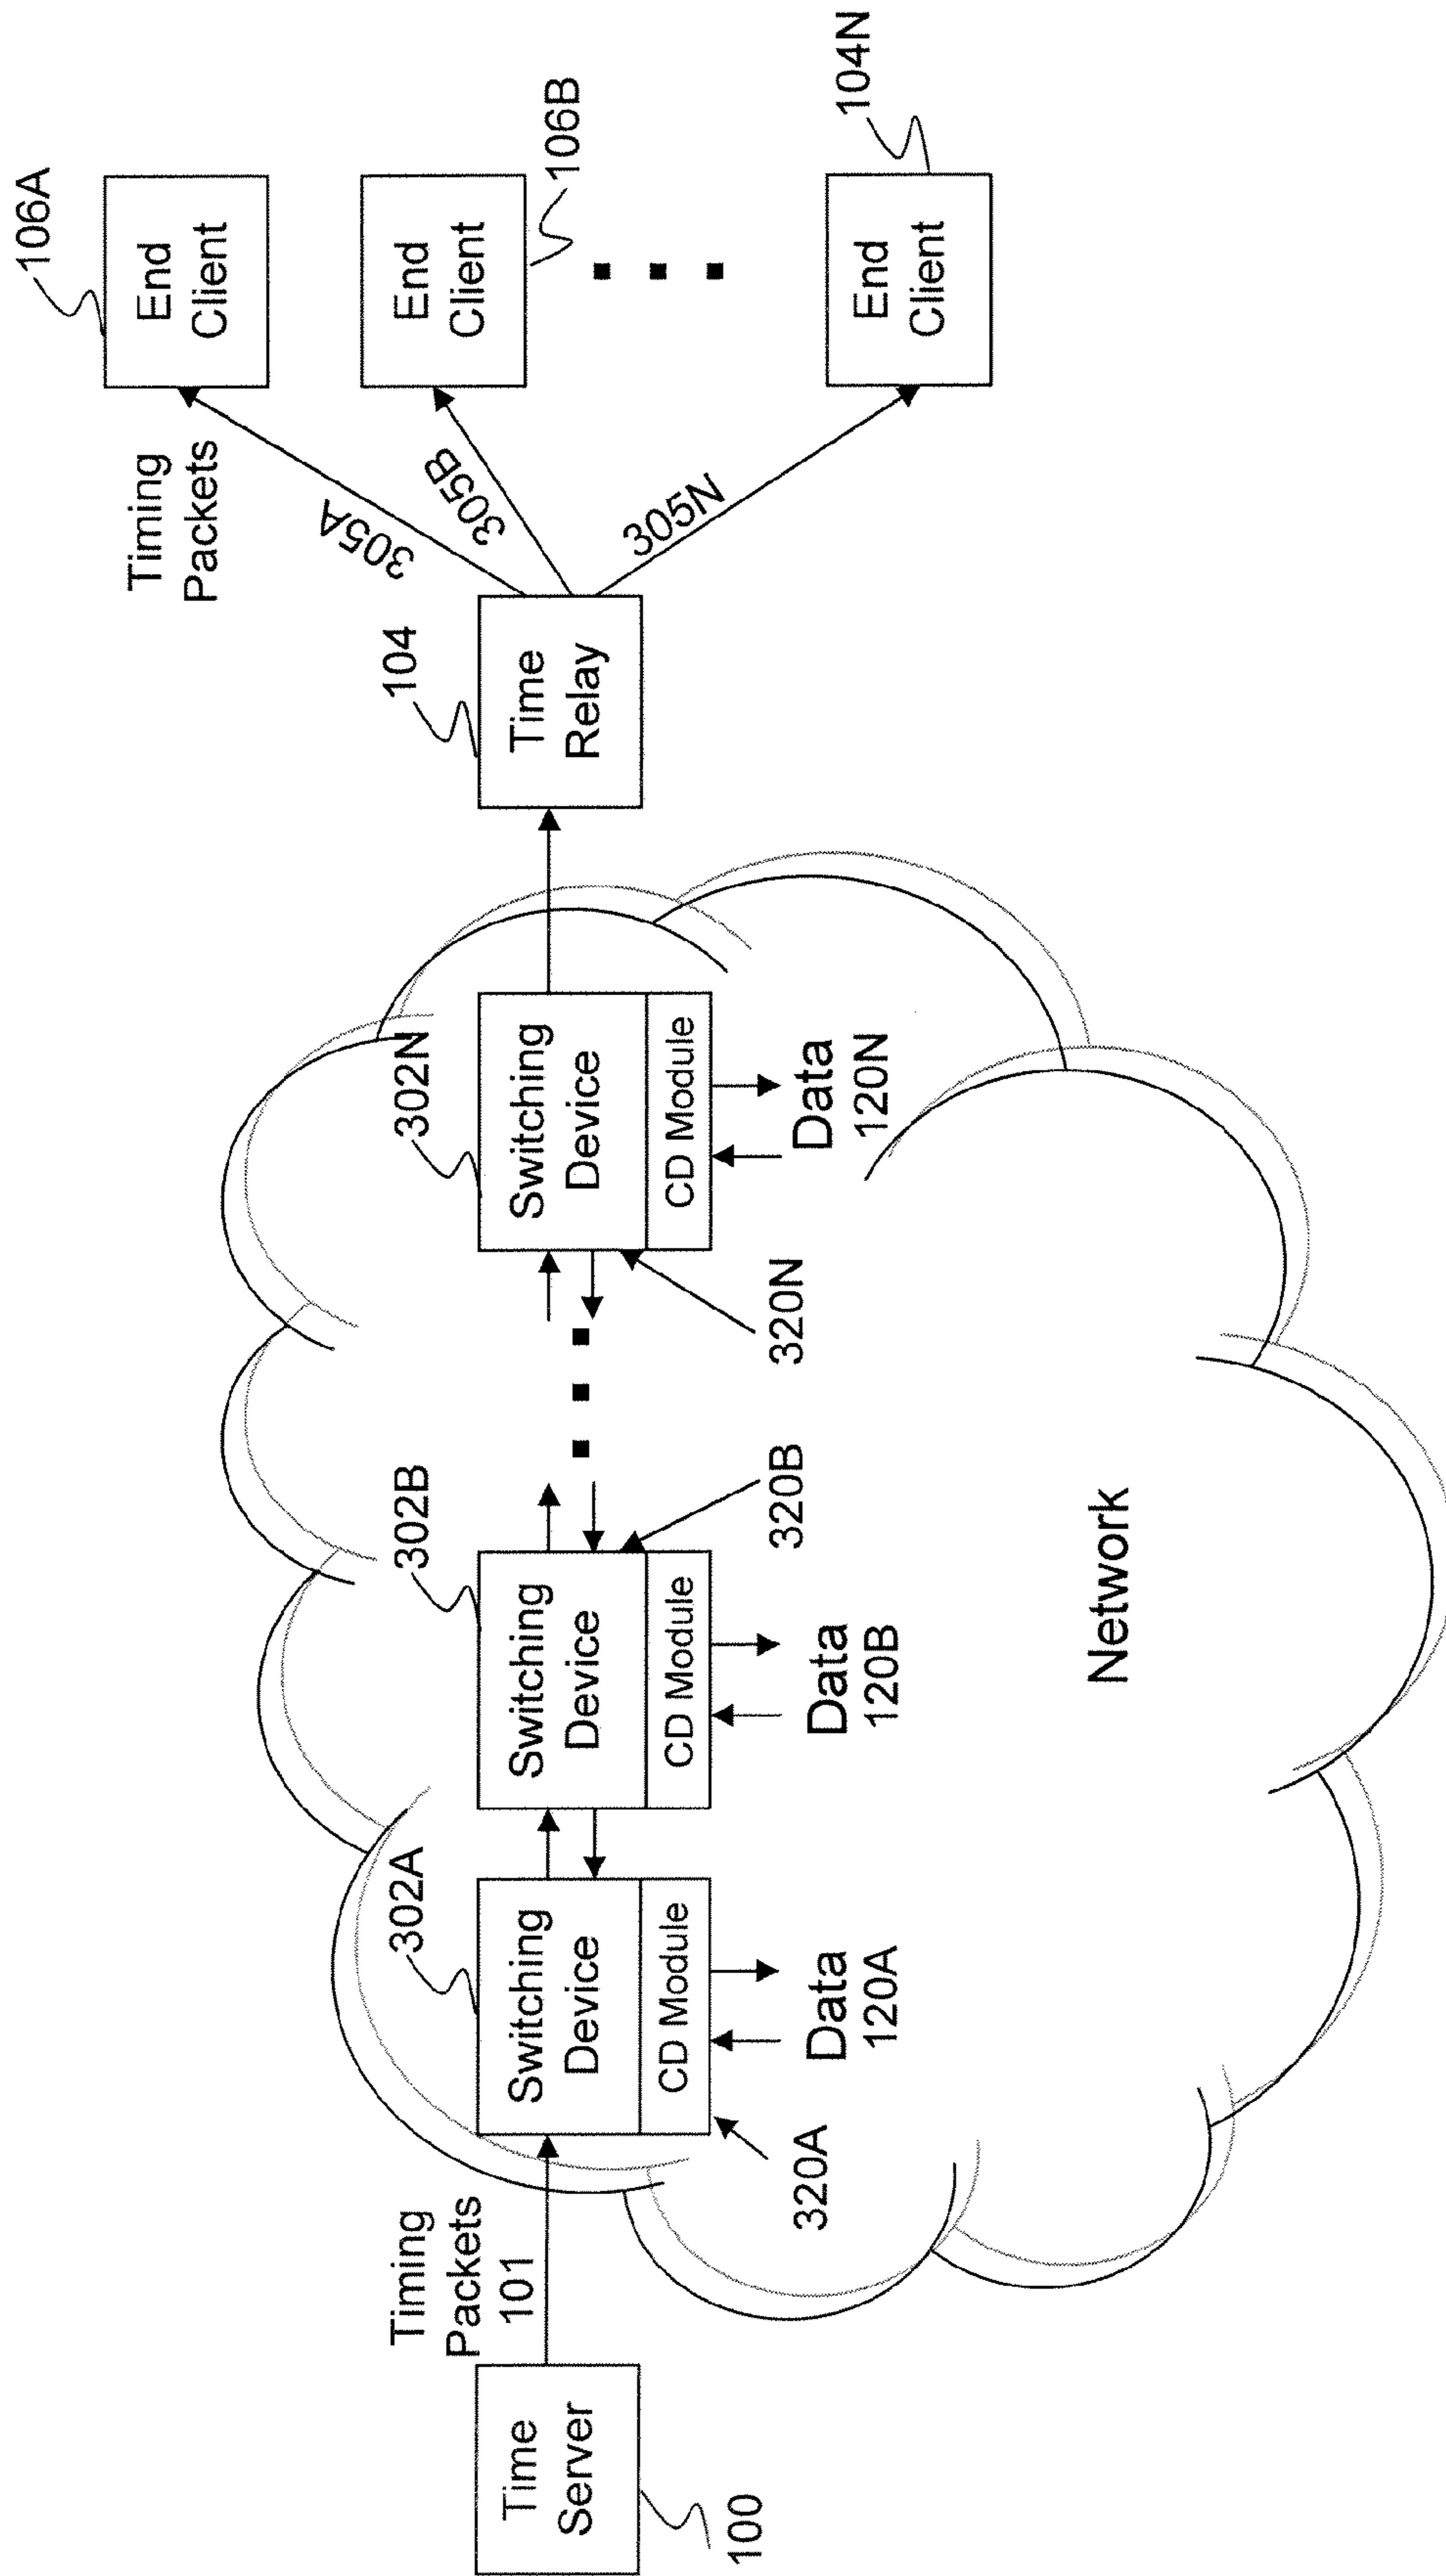 Time
Server
100
Timing
Packets
101
Switching
Device
CD Module
302A
320A
Data
120A
Switching
Device
CD Module
302B
320B
Data
120B
Switching
Device
CD Module
302N
320N
Data
120N
Network
Time
Relay
104
Timing
Packets
305A
305B
305N
End
Client
106A
End
Client
106B
End
Client
104N